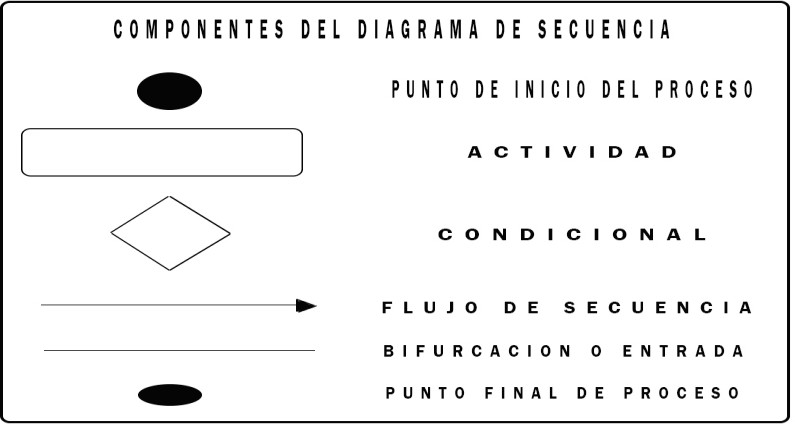 COMPONENTES DEL DIAGRAMA DE SECUENCIA
PUNTO DE INICIO DEL PROCESO
ACTIVIDAD
CONDICIONAL
FLUJO DE SECUENCIA
BIFURCACION O ENTRADA
PUNTO FINAL DE PROCESO